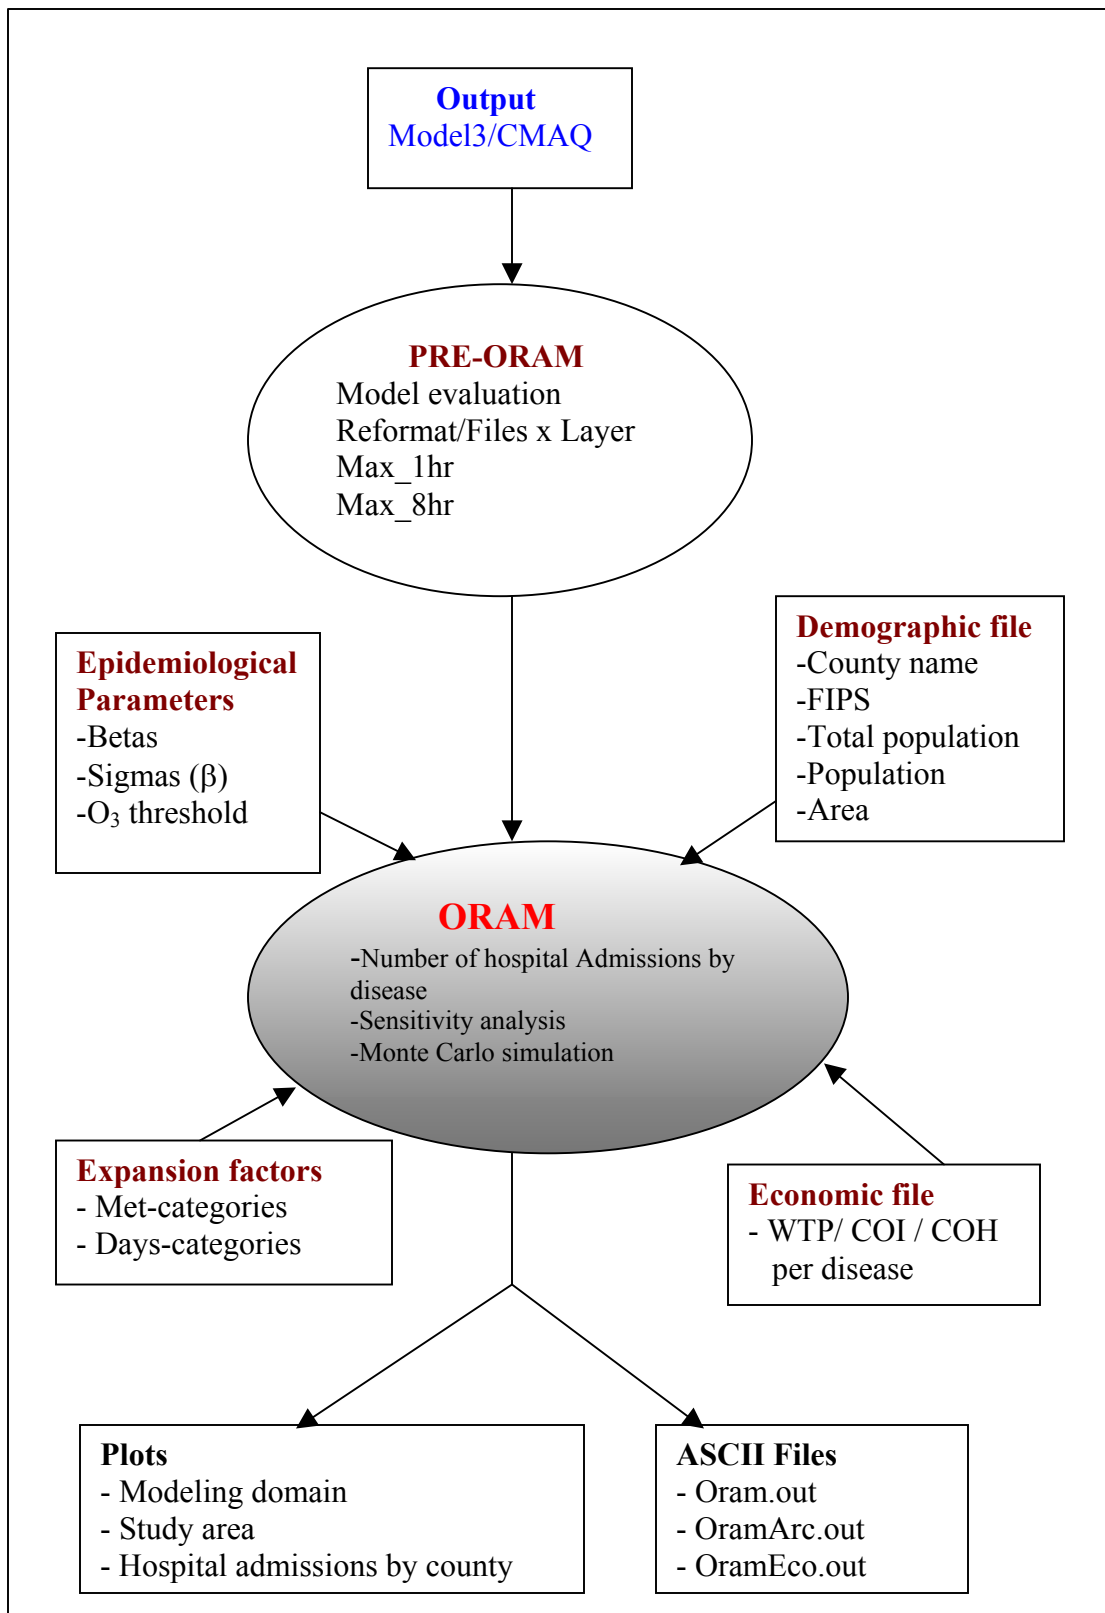 Output
Model3/CMAQ
PRE-ORAM
Model evaluation
Reformat/Files x Layer
Max_1hr
Max_8hr
Epidemiological
Parameters
-Betas
-Sigmas (β)
-O₃ threshold
Demographic file
-County name
-FIPS
-Total population
-Population
-Area
ORAM
-Number of hospital Admissions by
disease
-Sensitivity analysis
-Monte Carlo simulation
Expansion factors
- Met-categories
- Days-categories
Economic file
- WTP/ COI / COH
per disease
Plots
- Modeling domain
- Study area
- Hospital admissions by county
ASCII Files
- Oram.out
- OramArc.out
- OramEco.out